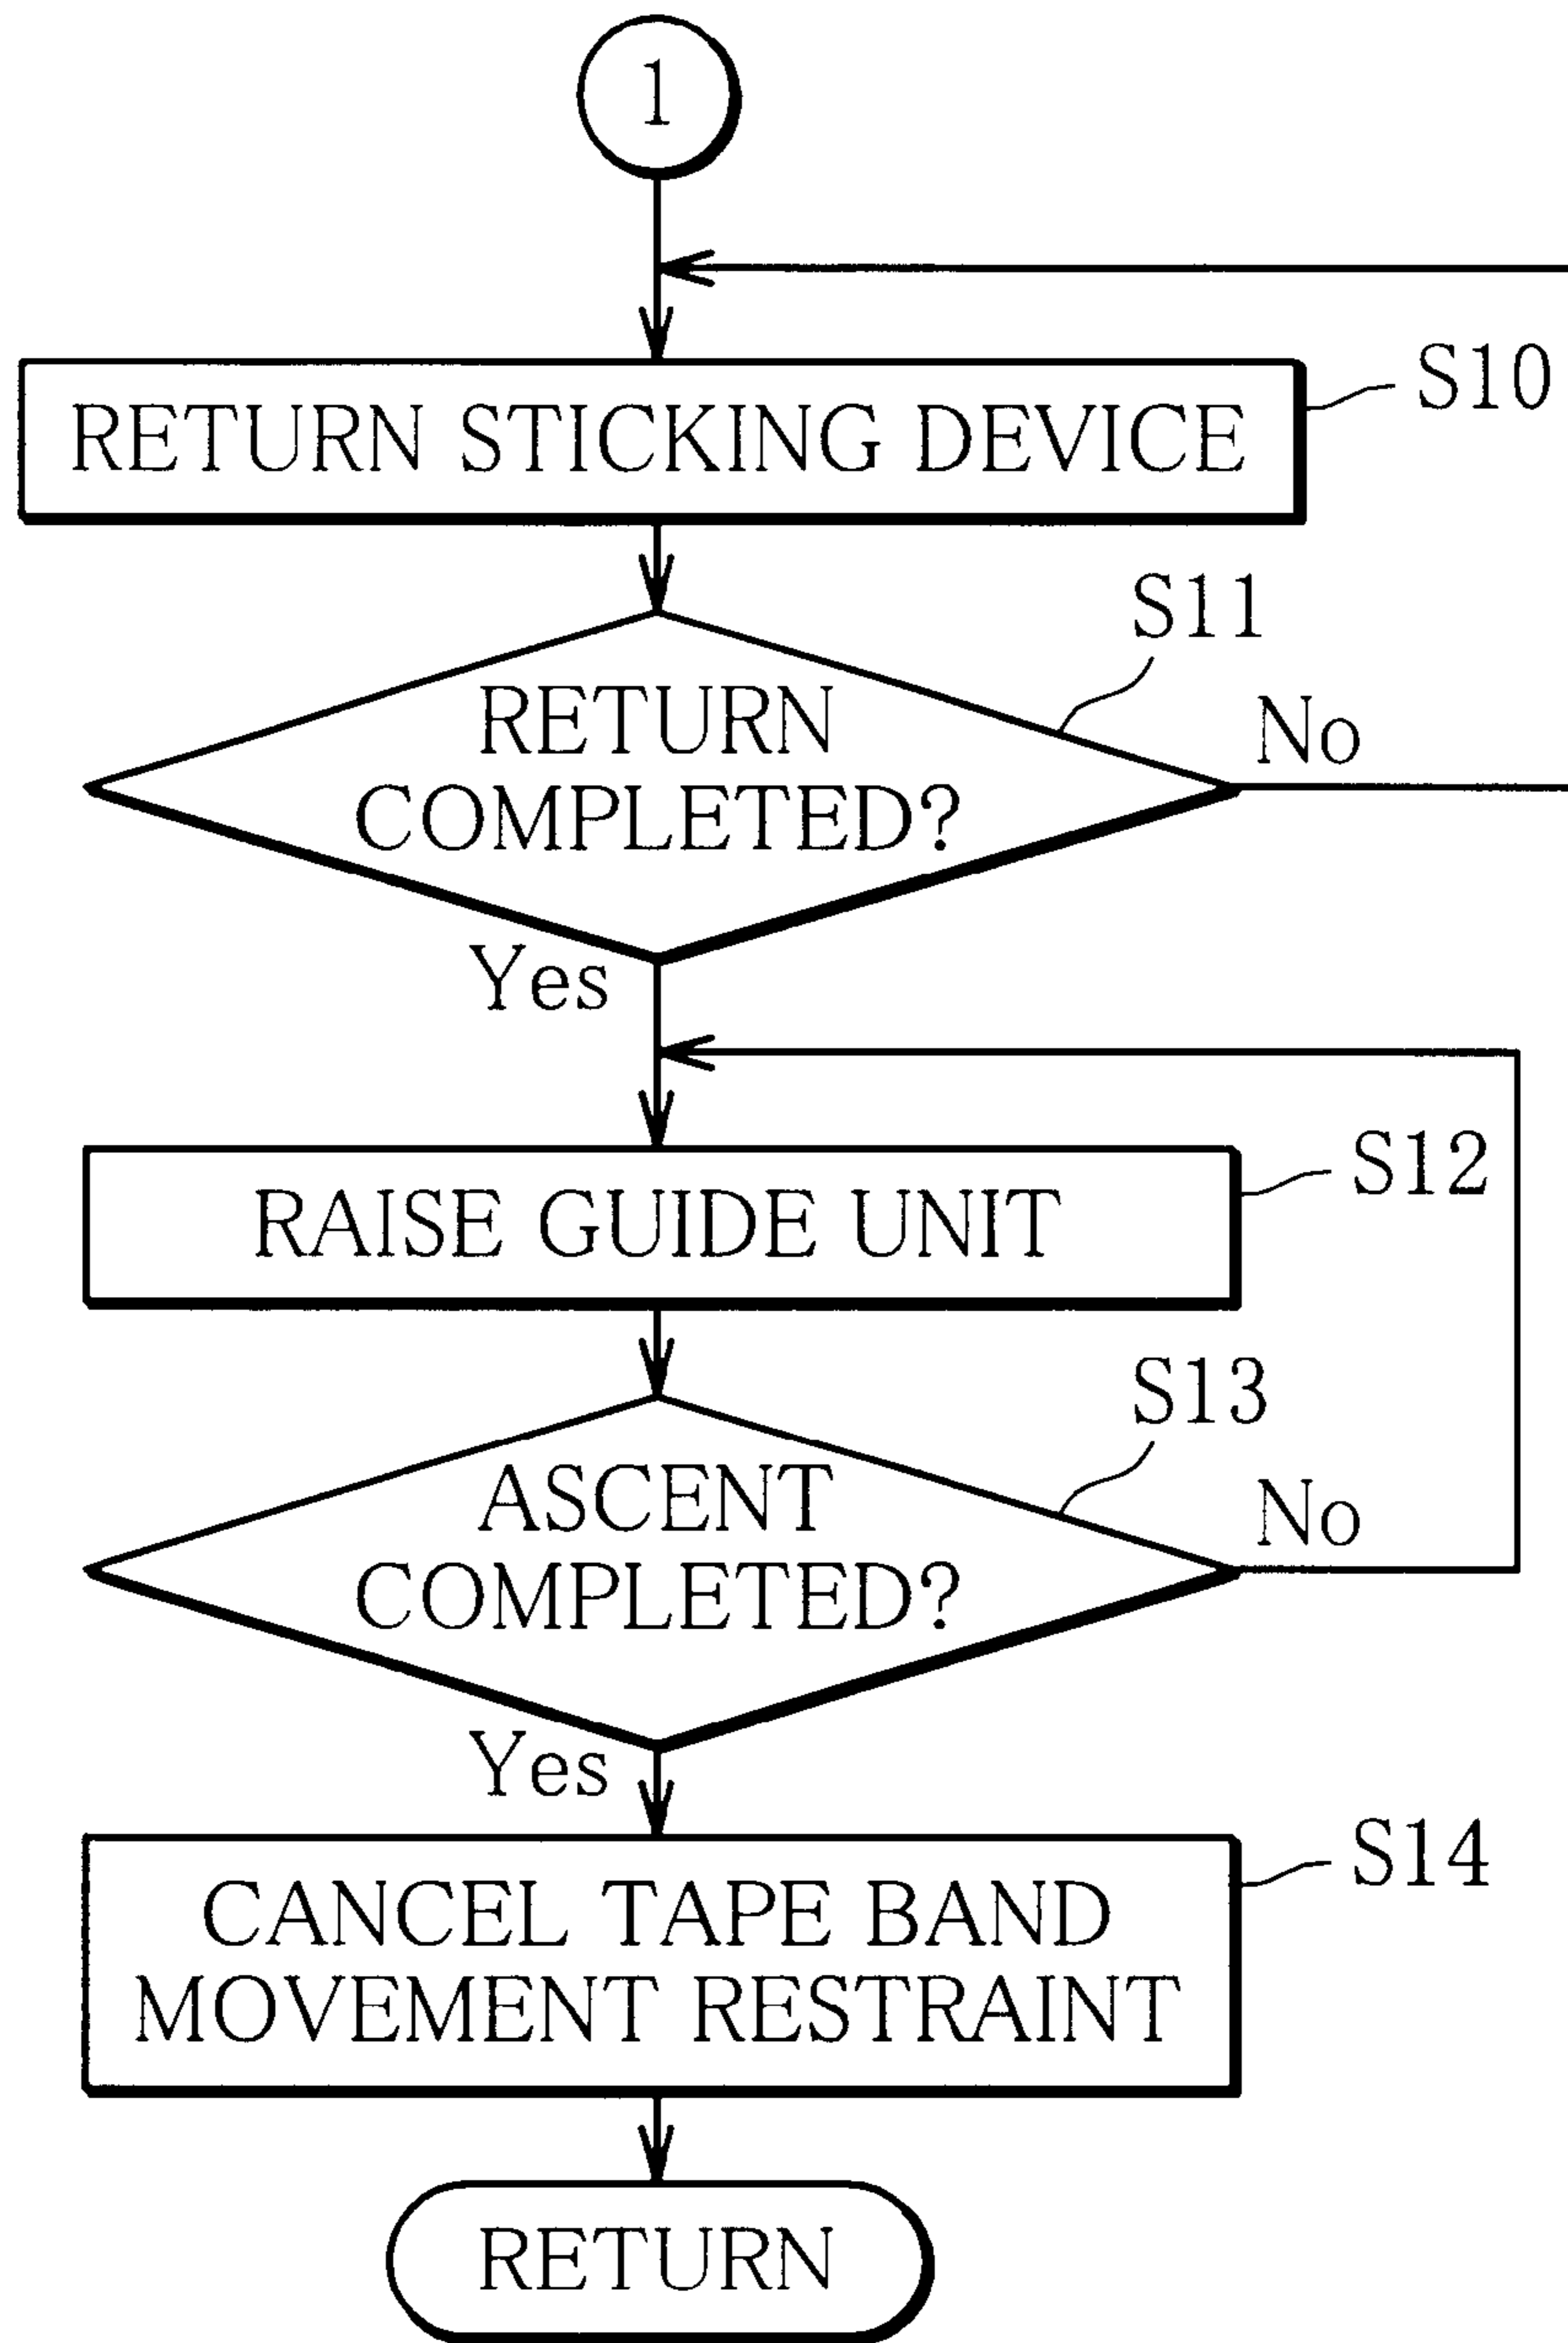 1
S10
RETURN STICKING DEVICE
S11
RETURN
COMPLETED?
No
Yes
S12
RAISE GUIDE UNIT
S13
ASCENT
COMPLETED?
No
Yes
S14
CANCEL TAPE BAND
MOVEMENT RESTRAINT
RETURN